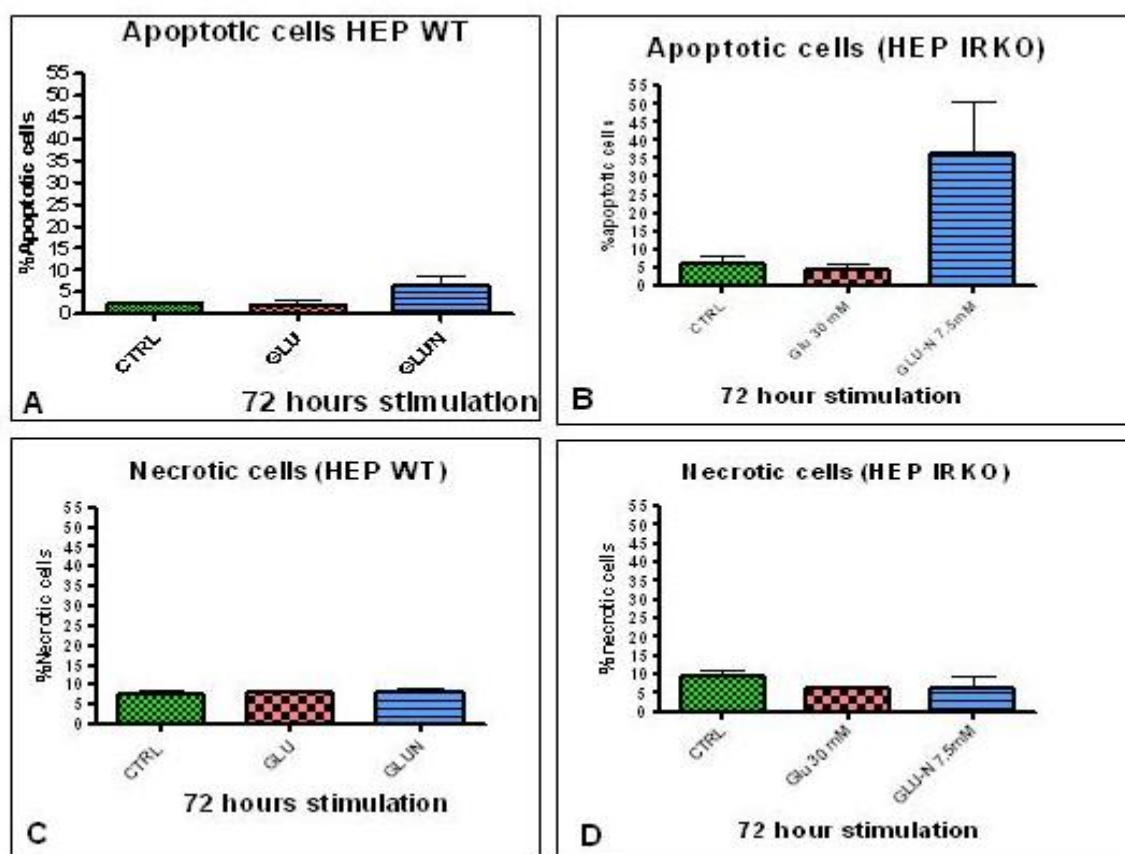 Apoptotic cells HEP WT
%Apoptotic cells
55
50
45
40
35
30
25
20
15
10
5
0
CTRL
GLU
GLUN
A
72 hours stimulation
Apoptotic cells (HEP IRKO)
%apoptotic cells
55
50
45
40
35
30
25
20
15
10
5
0
CTRL
Glu 30 mM
GLU-N 7.5mM
B
72 hour stimulation
Necrotic cells (HEP WT)
%Necrotic cells
55
50
45
40
35
30
25
20
15
10
5
0
CTRL
GLU
GLUN
72 hours stimulation
C
Necrotic cells (HEP IRKO)
%necrotic cells
55
50
45
40
35
30
25
20
15
10
5
0
CTRL
Glu 30 mM
GLU-N 7.5mM
D
72 hour stimulation